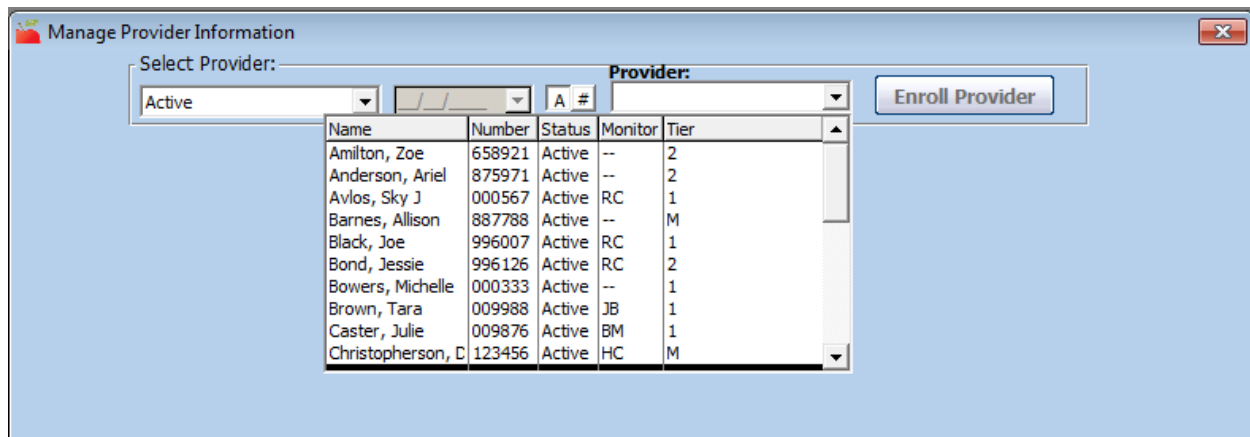 Manage Provider Information
Select Provider:
Provider:
Active __/__/____ A # Enroll Provider
Name Number Status Monitor Tier
Amilton, Zoe 658921 Active -- 2
Anderson, Ariel 875971 Active -- 2
Avlos, Sky J 000567 Active RC 1
Barnes, Allison 887788 Active -- M
Black, Joe 996007 Active RC 1
Bond, Jessie 996126 Active RC 2
Bowers, Michelle 000333 Active -- 1
Brown, Tara 009988 Active JB 1
Caster, Julie 009876 Active BM 1
Christopherson, D 123456 Active HC M